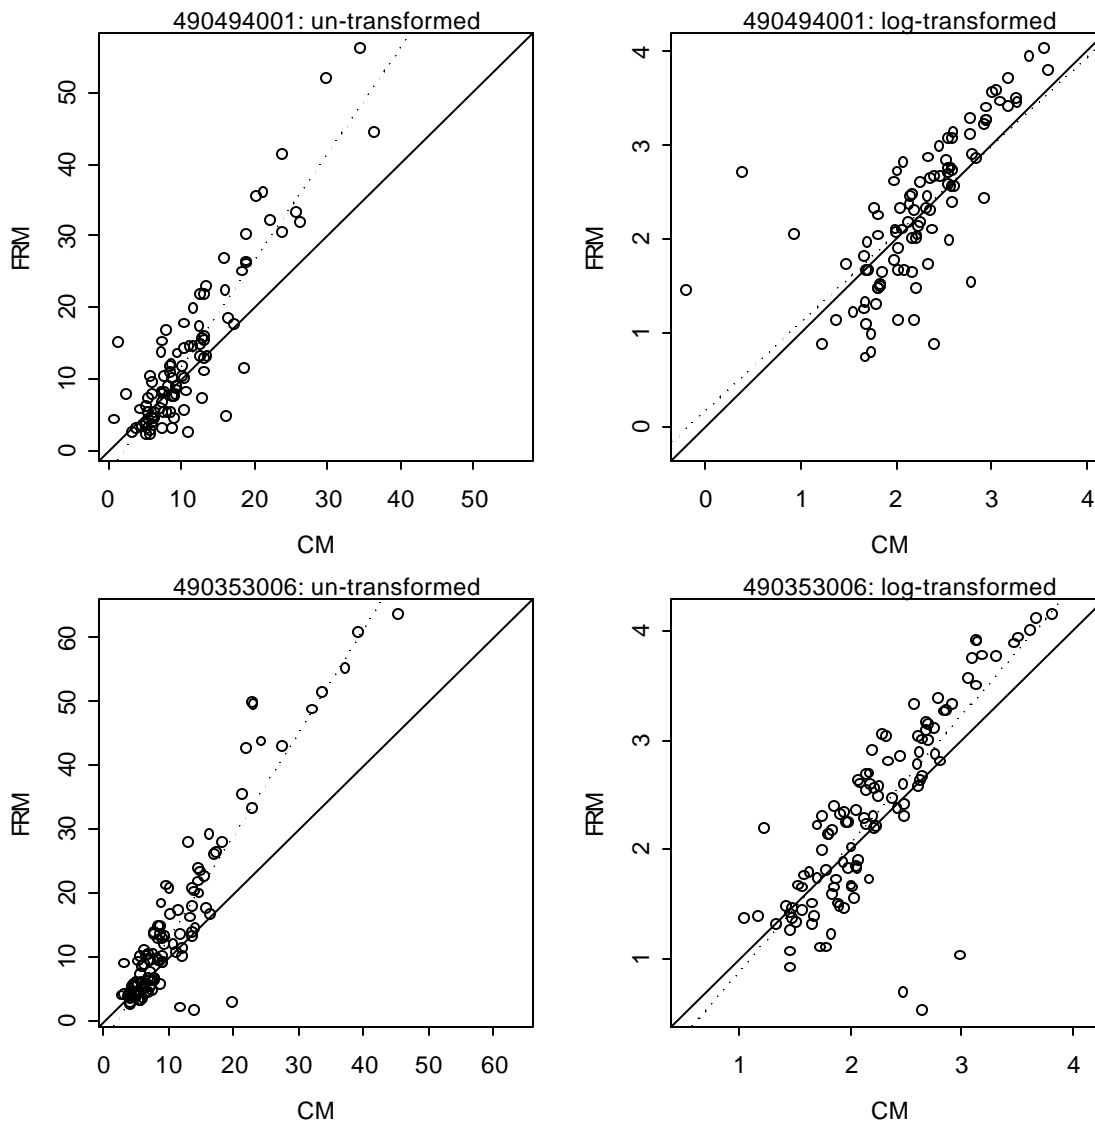 490494001: un-transformed
FRM
0 10 20 30 40 50
0 10 20 30 40 50
CM
490494001: log-transformed
FRM
0 1 2 3 4
0 1 2 3 4
CM
490353006: un-transformed
FRM
0 10 20 30 40 50 60
0 10 20 30 40 50 60
CM
490353006: log-transformed
FRM
1 2 3 4
1 2 3 4
CM